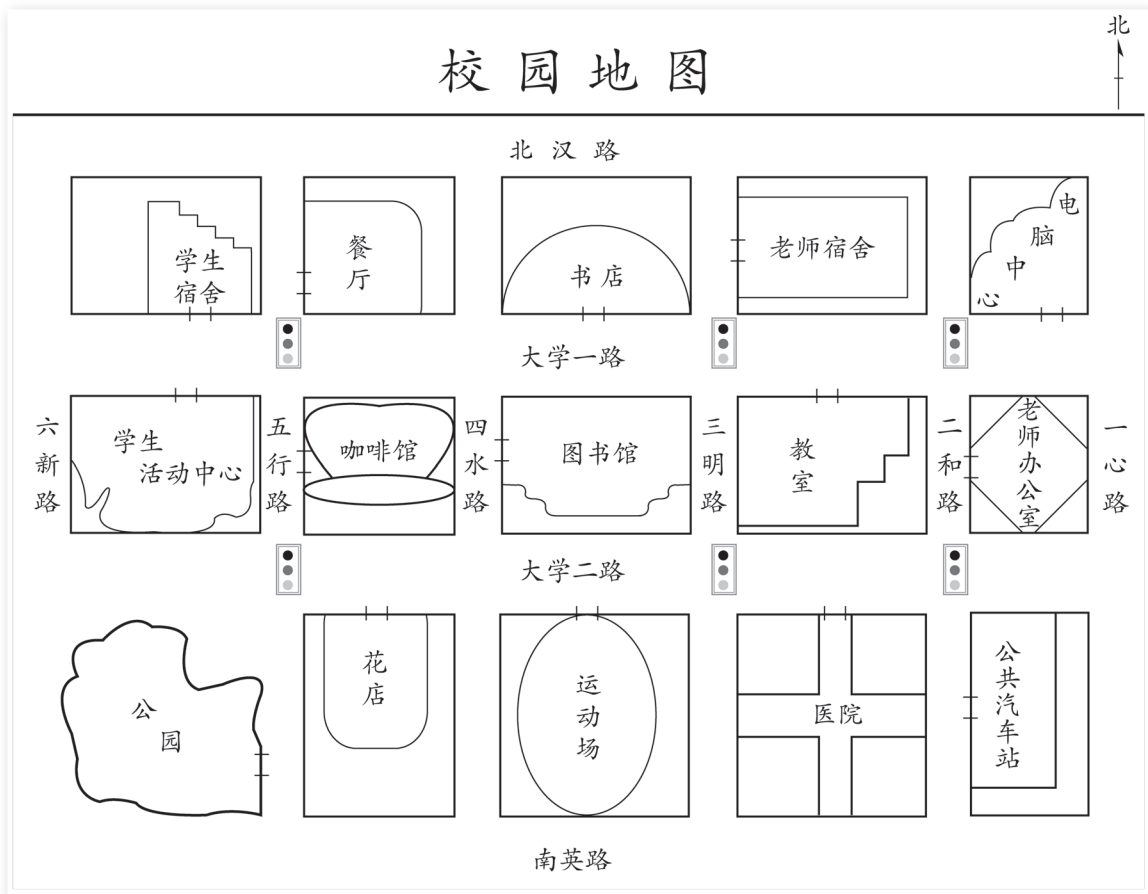 北
校园地图
北汉路
学生
宿舍
餐厅
书店
老师宿舍
电脑中心
大学一路
六新路
学生
活动中心
五行路
咖啡馆
四水路
图书馆
三明路
教室
二和路
老师办公室
一心路
大学二路
公园
花店
运动场
医院
公共汽车站
南英路